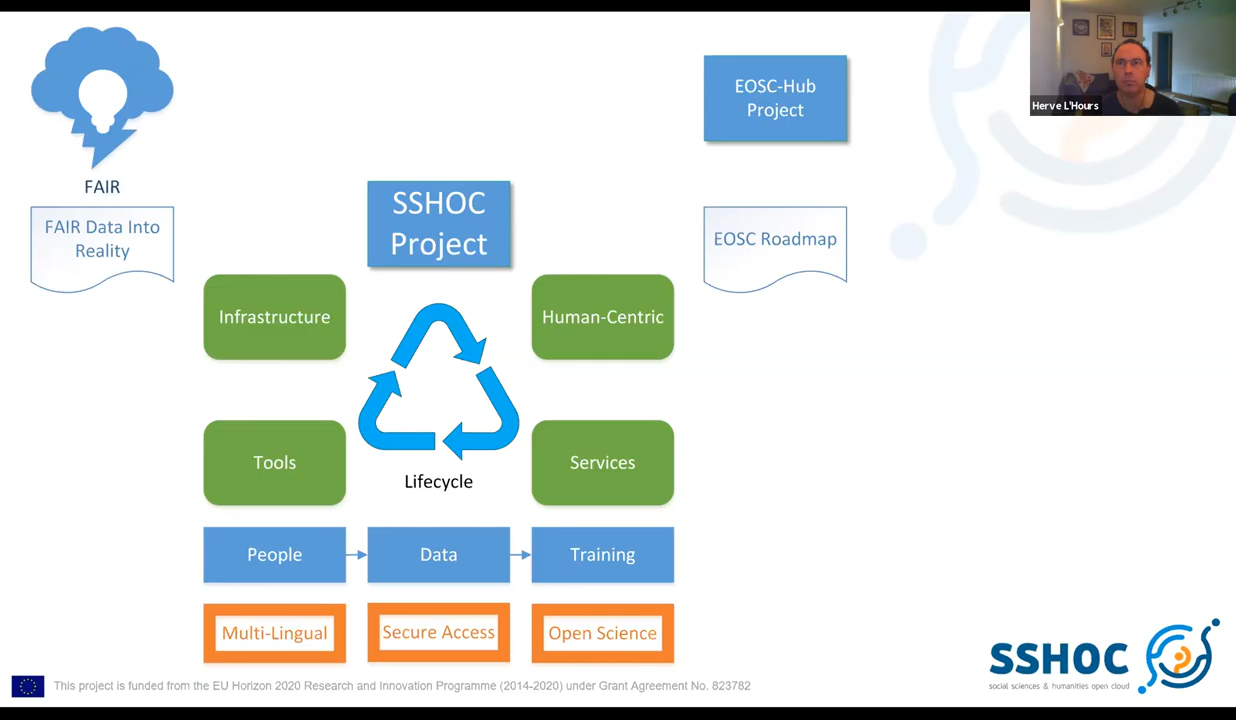 Herve L'Hours
EOSC-Hub
Project
FAIR
FAIR Data Into
Reality
SSHOC
Project
EOSC Roadmap
Infrastructure
Human-Centric
Tools
Services
Lifecycle
People
Data
Training
Multi-Lingual
Secure Access
Open Science
SSHOC
social sciences & humanities open cloud
This project is funded from the EU Horizon 2020 Research and Innovation Programme (2014-2020) under Grant Agreement No. 823782